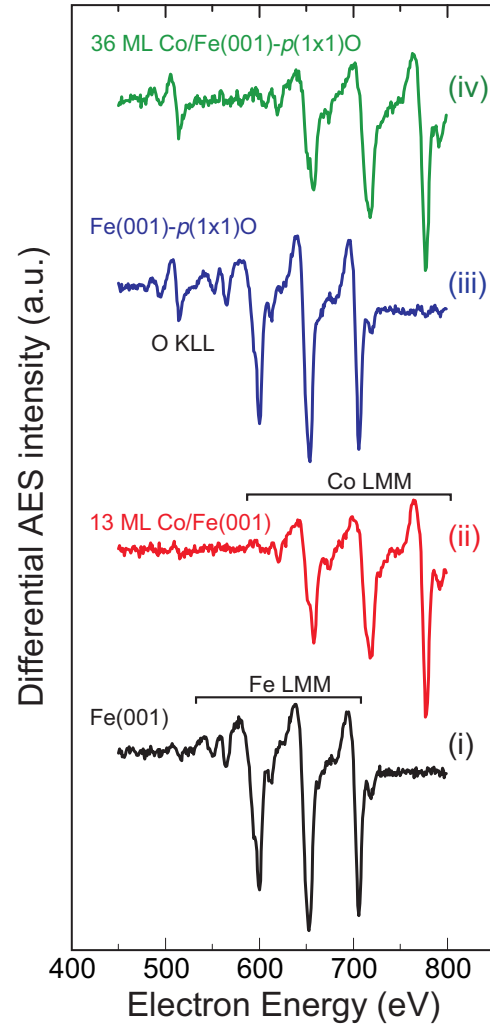 36 ML Co/Fe(001)-p(1x1)O
(iv)
Fe(001)-p(1x1)O
(iii)
O KLL
Co LMM
13 ML Co/Fe(001)
(ii)
Fe LMM
Fe(001)
(i)
Differential AES intensity (a.u.)
400 500 600 700 800
Electron Energy (eV)